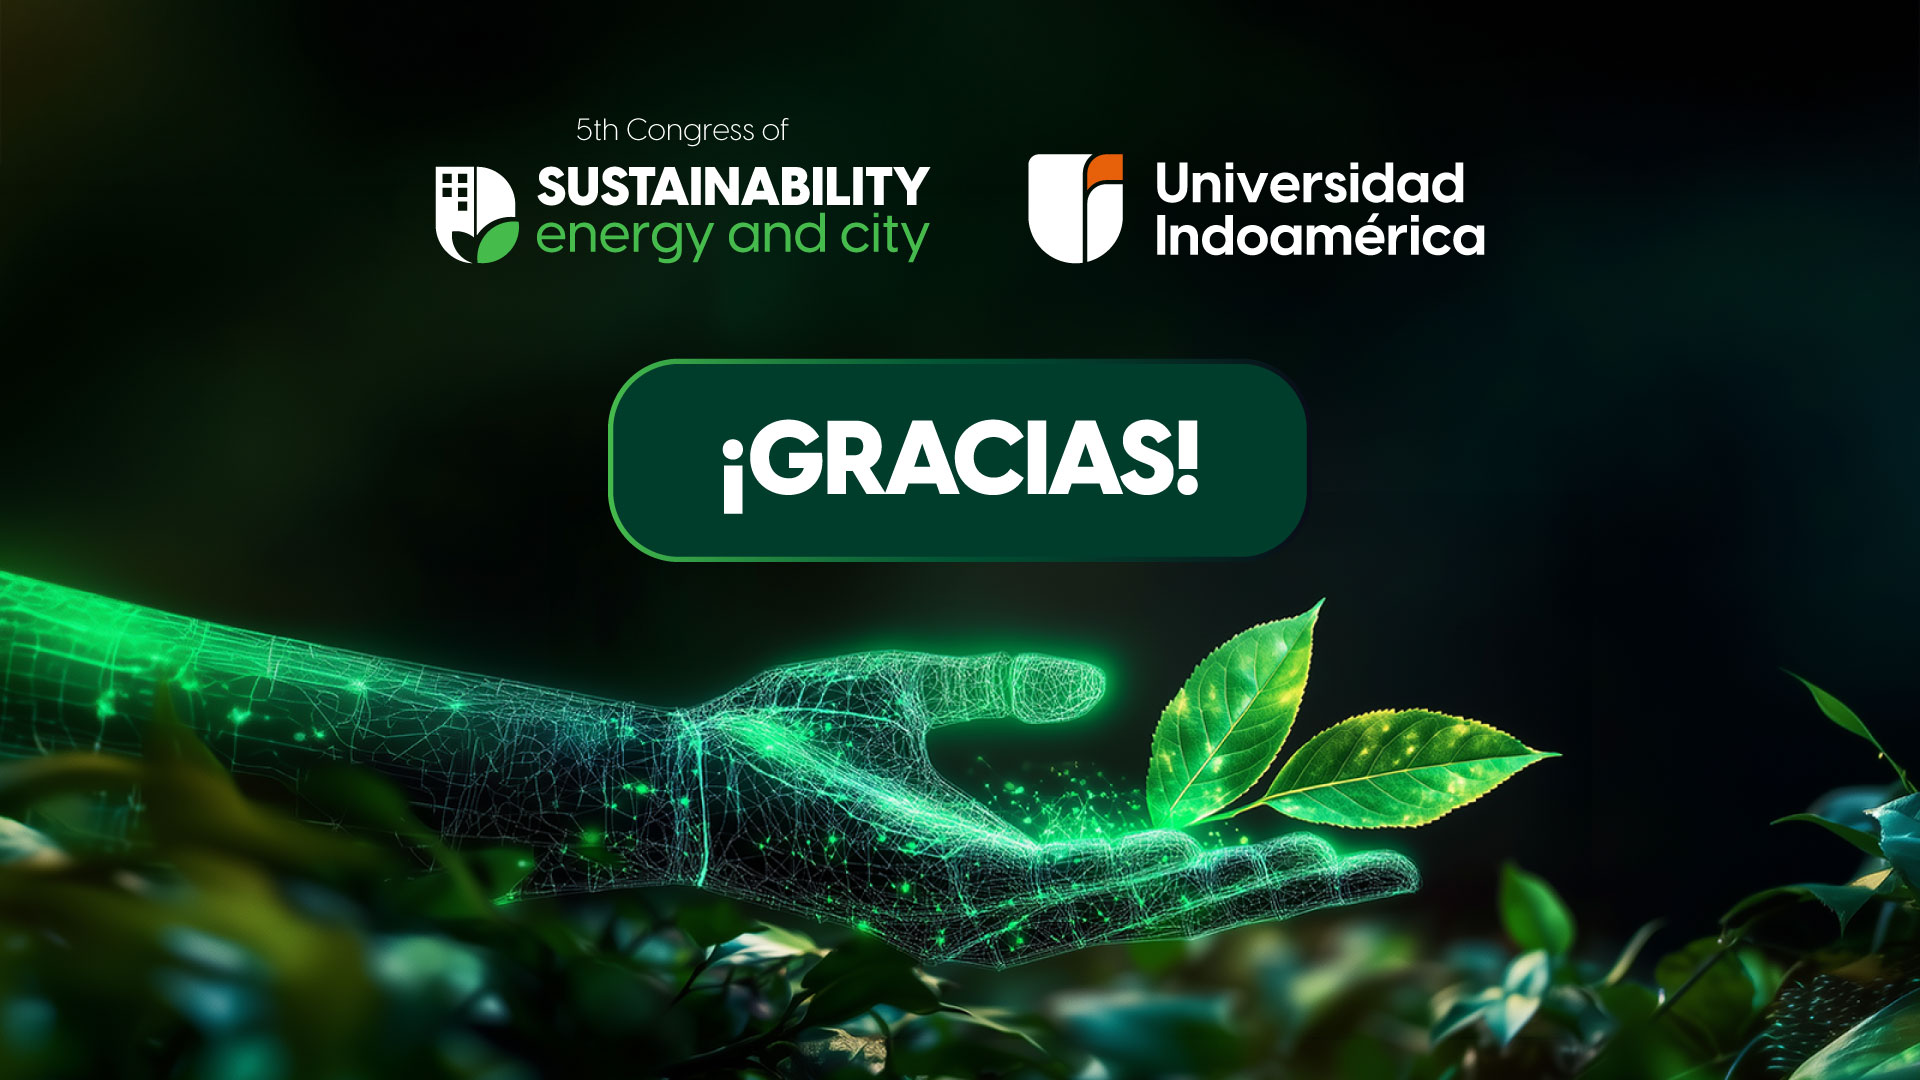 5th Congress of
SUSTAINABILITY
energy and city
Universidad
Indoamérica
¡GRACIAS!